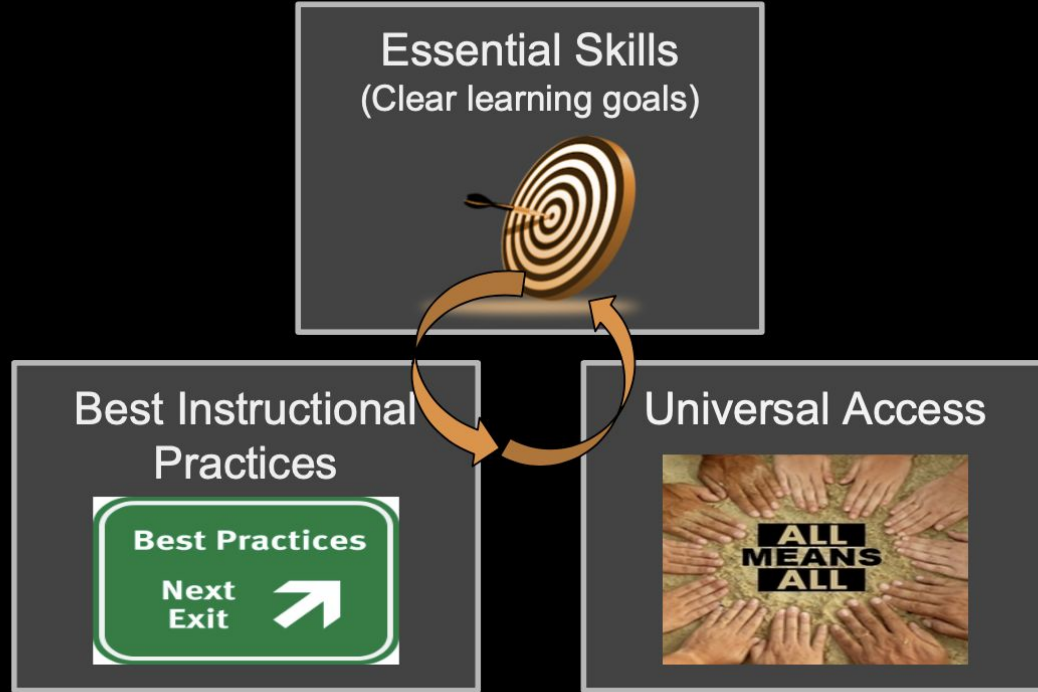 Essential Skills
(Clear learning goals)
Best Instructional
Practices
Best Practices
Next
Exit
Universal Access
ALL
MEANS
ALL